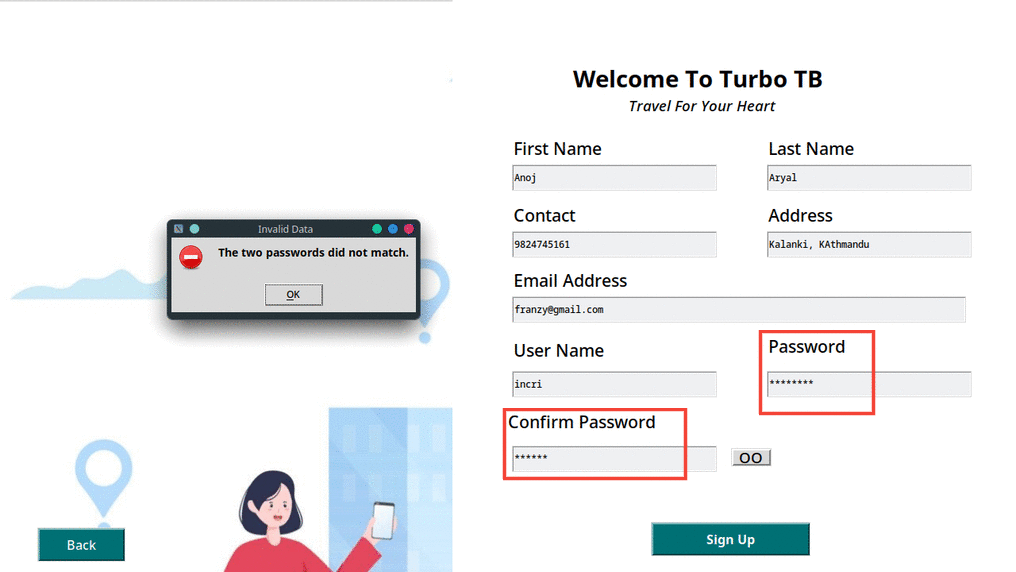 Invalid Data
The two passwords did not match.
OK
Back
Welcome To Turbo TB
Travel For Your Heart
First Name
Last Name
Anoj
Aryal
Contact
Address
9824745161
Kalanki, KAthmandu
Email Address
franzy@gmail.com
User Name
Password
incri
********
Confirm Password
******
OO
Sign Up